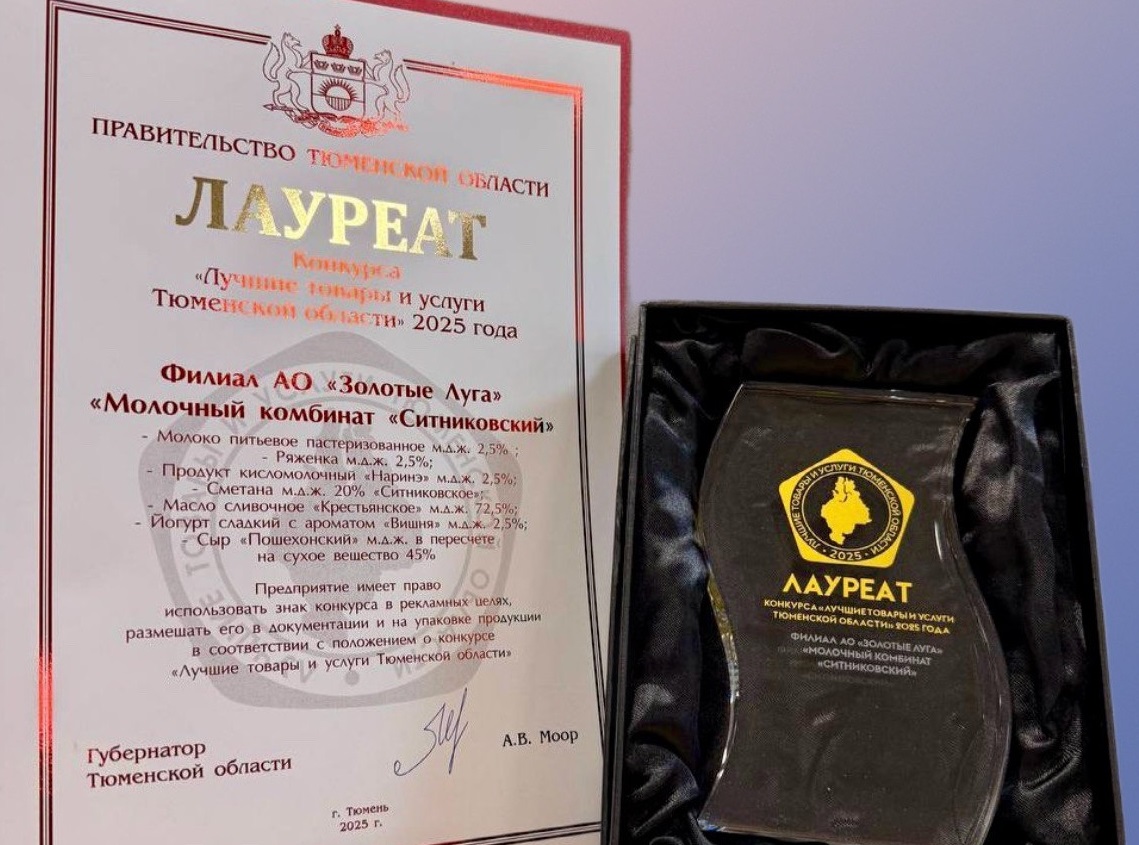 ПРАВИТЕЛЬСТВО ТЮМЕНСКОЙ ОБЛАСТИ
ЛАУРЕАТ
Конкурса
«Лучшие товары и услуги
Тюменской области» 2025 года
Филиал АО «Золотые Луга»
«Молочный комбинат «Ситниковский»
- Молоко питьевое пастеризованное м.д.ж. 2,5% ;
- Ряженка м.д.ж. 2,5%;
- Продукт кисломолочный «Наринэ» м.д.ж. 2,5%;
Сметана м.д.ж. 20% «Ситниковское»;
- Масло сливочное «Крестьянское» м.д.ж. 72,5%;
- Йогурт сладкий с ароматом «Вишня» м.д.ж. 2,5%;
- Сыр «Пошехонский» м.д.ж. в пересчете
на сухое вещество 45%
Предприятие имеет право
использовать знак конкурса в рекламных целях,
размещать его в документации и на упаковке продукции
в соответствии с положением о конкурсе
«Лучшие товары и услуги Тюменской области»
Губернатор
Тюменской области
А.В. Моор
г. Тюмень
2025 г.
ЛУЧШИЕ ТОВАРЫ И УСЛУГИ ТЮМЕНСКОЙ ОБЛАСТИ
• 2025 •
ЛАУРЕАТ
КОНКУРСА «ЛУЧШИЕ ТОВАРЫ И УСЛУГИ
ТЮМЕНСКОЙ ОБЛАСТИ» 2025 ГОДА
ФИЛИАЛ АО «ЗОЛОТЫЕ ЛУГА»
«МОЛОЧНЫЙ КОМБИНАТ
«СИТНИКОВСКИЙ»